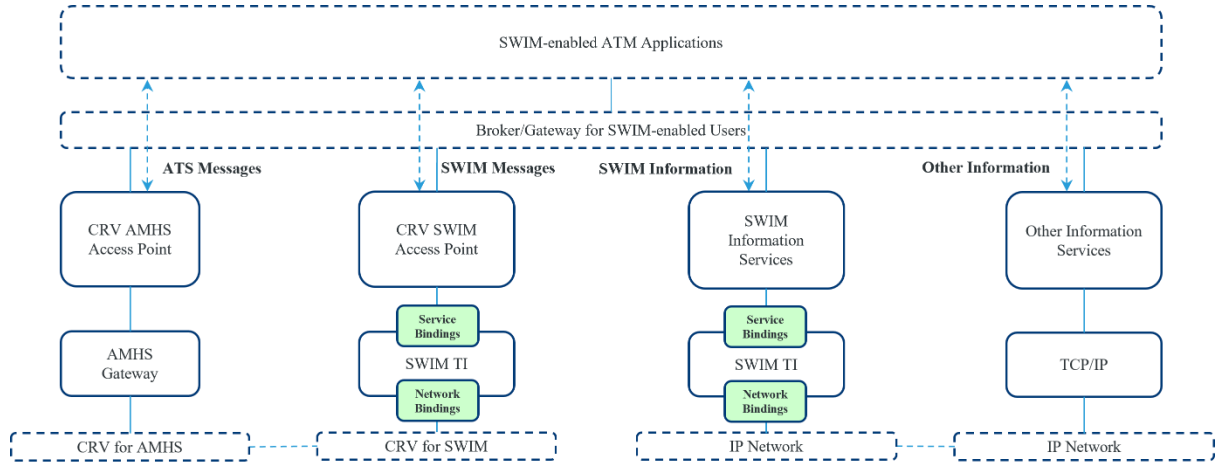 SWIM-enabled ATM Applications
Broker/Gateway for SWIM-enabled Users
ATS Messages
SWIM Messages
SWIM Information
Other Information
CRV AMHS
Access Point
CRV SWIM
Access Point
SWIM
Information
Services
Other Information
Services
Service
Bindings
Service
Bindings
AMHS
Gateway
SWIM TI
SWIM TI
TCP/IP
Network
Bindings
Network
Bindings
CRV for AMHS
CRV for SWIM
IP Network
IP Network